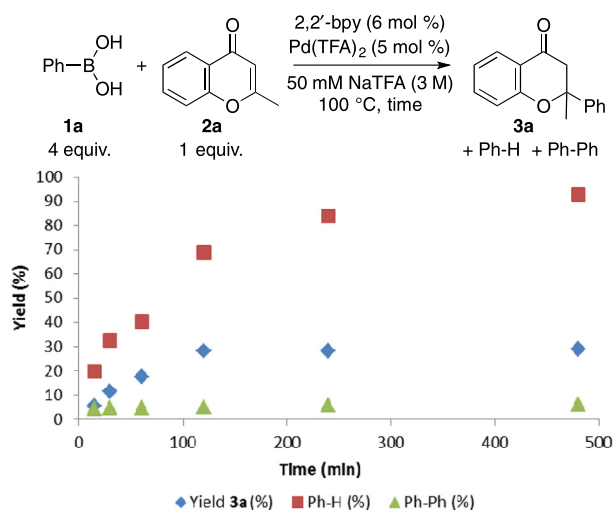 2,2′-bpy (6 mol %)
Pd(TFA)₂ (5 mol %)
50 mM NaTFA (3 M)
100 °C, time
Ph B OH OH
+
O O
O O Ph
1a
2a
3a
4 equiv.
1 equiv.
+ Ph-H + Ph-Ph
Yield (%)
100
90
80
70
60
50
40
30
20
10
0
0 100 200 300 400 500
Time (min)
Yield 3a (%) Ph-H (%) Ph-Ph (%)